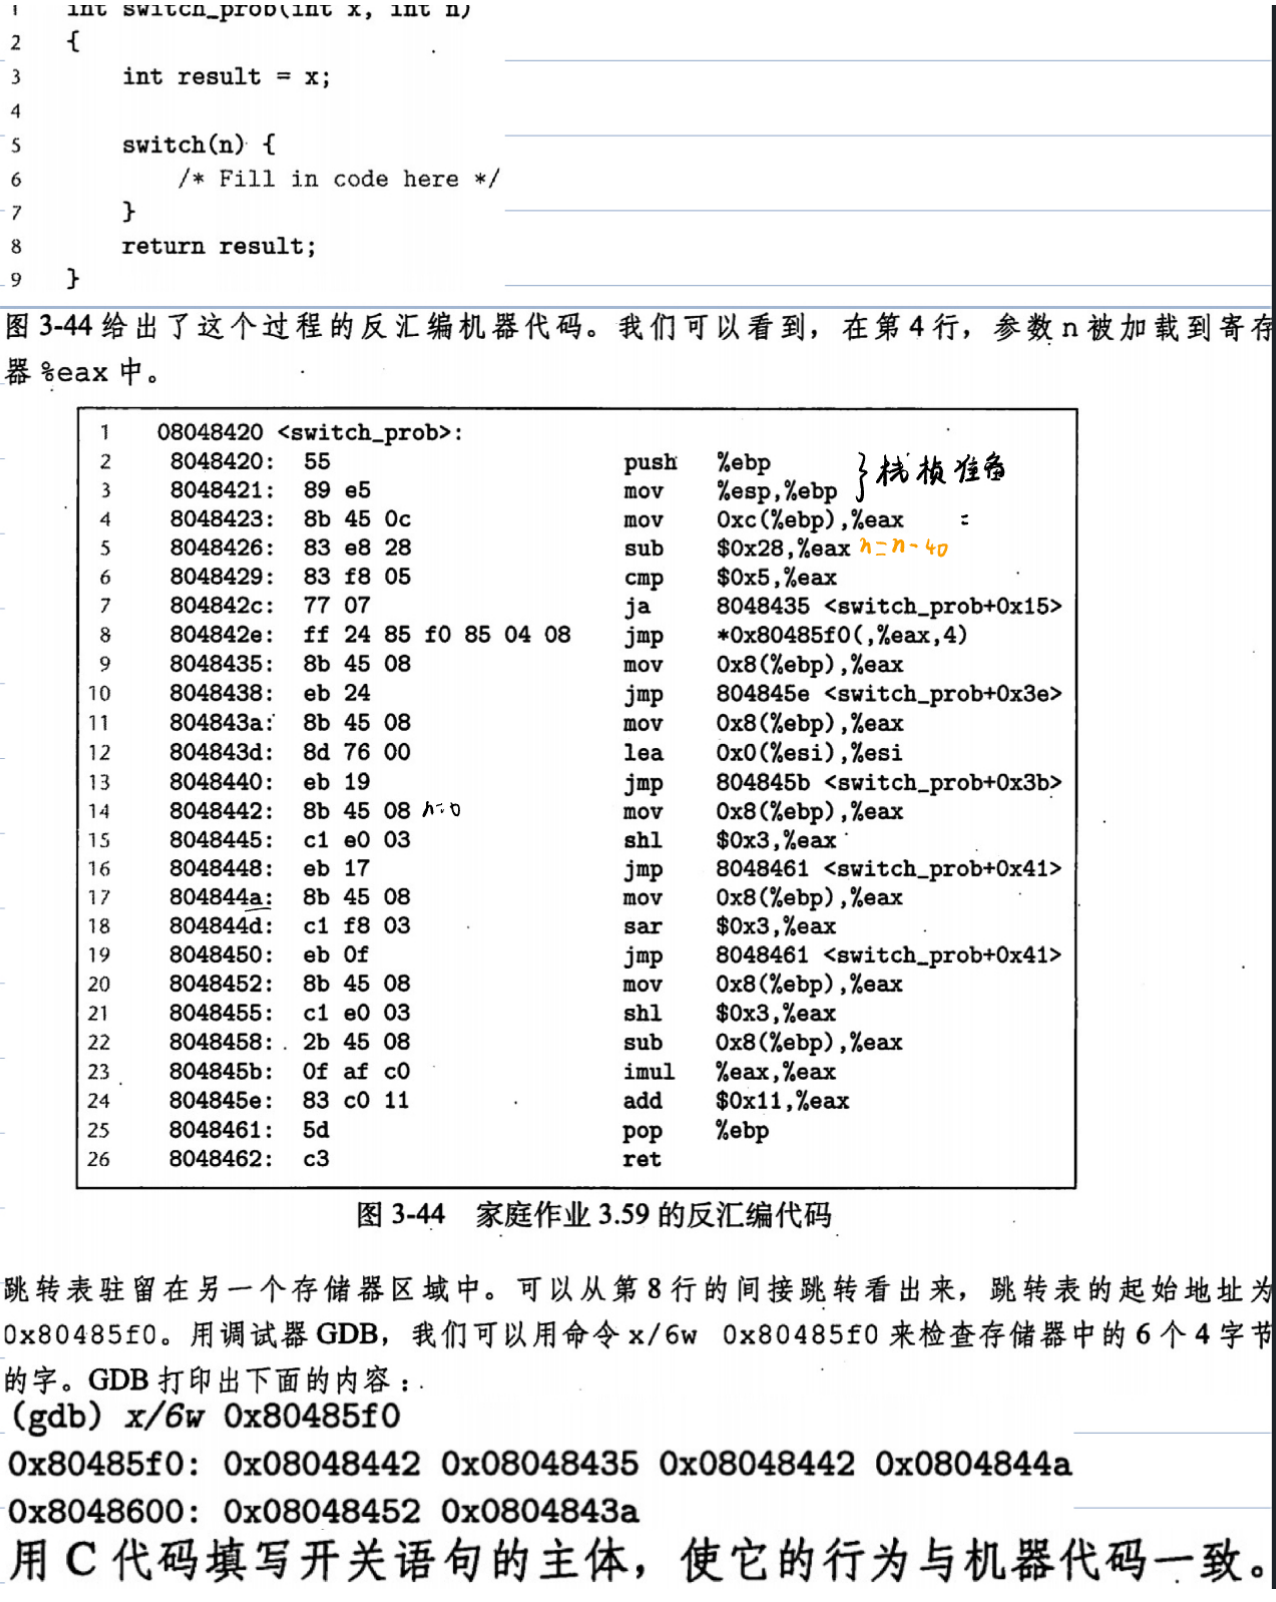 1 int switch_prob(int x, int n)
2 {
3 int result = x;
4
5 switch(n) {
6 /* Fill in code here */
7 }
8 return result;
9 }
图 3-44 给出了这个过程的反汇编机器代码。我们可以看到，在第 4 行，参数 n 被加载到寄存
器 %eax 中。
1 08048420 <switch_prob>:
2 8048420: 55 push %ebp
3 8048421: 89 e5 mov %esp,%ebp } 栈桢准备
4 8048423: 8b 45 0c mov 0xc(%ebp),%eax =
5 8048426: 83 e8 28 sub $0x28,%eax n=n-40
6 8048429: 83 f8 05 cmp $0x5,%eax
7 804842c: 77 07 ja 8048435 <switch_prob+0x15>
8 804842e: ff 24 85 f0 85 04 08 jmp *0x80485f0(,%eax,4)
9 8048435: 8b 45 08 mov 0x8(%ebp),%eax
10 8048438: eb 24 jmp 804845e <switch_prob+0x3e>
11 804843a: 8b 45 08 mov 0x8(%ebp),%eax
12 804843d: 8d 76 00 lea 0x0(%esi),%esi
13 8048440: eb 19 jmp 804845b <switch_prob+0x3b>
14 8048442: 8b 45 08 n=0 mov 0x8(%ebp),%eax
15 8048445: c1 e0 03 shl $0x3,%eax
16 8048448: eb 17 jmp 8048461 <switch_prob+0x41>
17 804844a: 8b 45 08 mov 0x8(%ebp),%eax
18 804844d: c1 f8 03 sar $0x3,%eax
19 8048450: eb 0f jmp 8048461 <switch_prob+0x41>
20 8048452: 8b 45 08 mov 0x8(%ebp),%eax
21 8048455: c1 e0 03 shl $0x3,%eax
22 8048458: 2b 45 08 sub 0x8(%ebp),%eax
23 804845b: 0f af c0 imul %eax,%eax
24 804845e: 83 c0 11 add $0x11,%eax
25 8048461: 5d pop %ebp
26 8048462: c3 ret
图 3-44 家庭作业 3.59 的反汇编代码
跳转表驻留在另一个存储器区域中。可以从第 8 行的间接跳转看出来，跳转表的起始地址为
0x80485f0。用调试器 GDB，我们可以用命令 x/6w 0x80485f0 来检查存储器中的 6 个 4 字节
的字。GDB 打印出下面的内容：
(gdb) x/6w 0x80485f0
0x80485f0: 0x08048442 0x08048435 0x08048442 0x0804844a
0x8048600: 0x08048452 0x0804843a
用 C 代码填写开关语句的主体，使它的行为与机器代码一致。